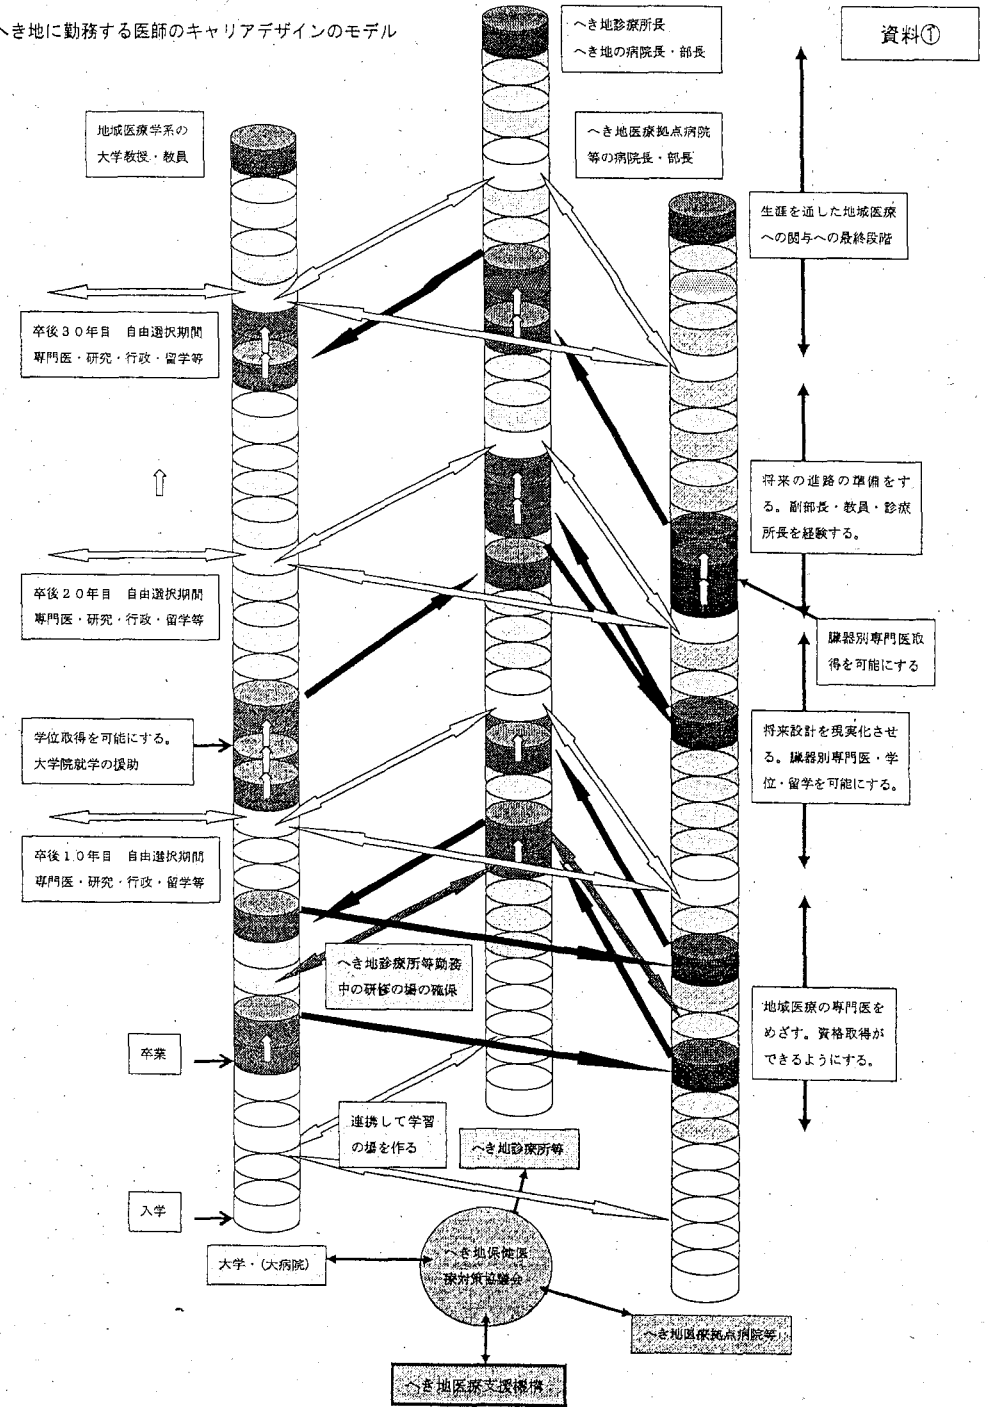 へき地に勤務する医師のキャリアデザインのモデル
資料①
へき地診療所長
へき地の病院長・部長
地域医療学系の
大学教授・教員
へき地医療拠点病院
等の病院長・部長
生涯を通した地域医療
への関与への最終段階
卒後30年目　自由選択期間
専門医・研究・行政・留学等
将来の進路の準備をす
る。副部長・教員・診療
所長を経験する。
卒後20年目　自由選択期間
専門医・研究・行政・留学等
臓器別専門医取
得を可能にする
学位取得を可能にする。
大学院就学の援助
将来設計を現実化させ
る。臓器別専門医・学
位・留学を可能にする。
卒後10年目　自由選択期間
専門医・研究・行政・留学等
へき地診療所等勤務
中の研修の場の確保
地域医療の専門医を
めざす。資格取得が
できるようにする。
卒業
連携して学習
の場を作る
へき地診療所等
入学
大学・(大病院)
へき地保健医
療対策協議会
へき地医療拠点病院等
へき地医療支援機構